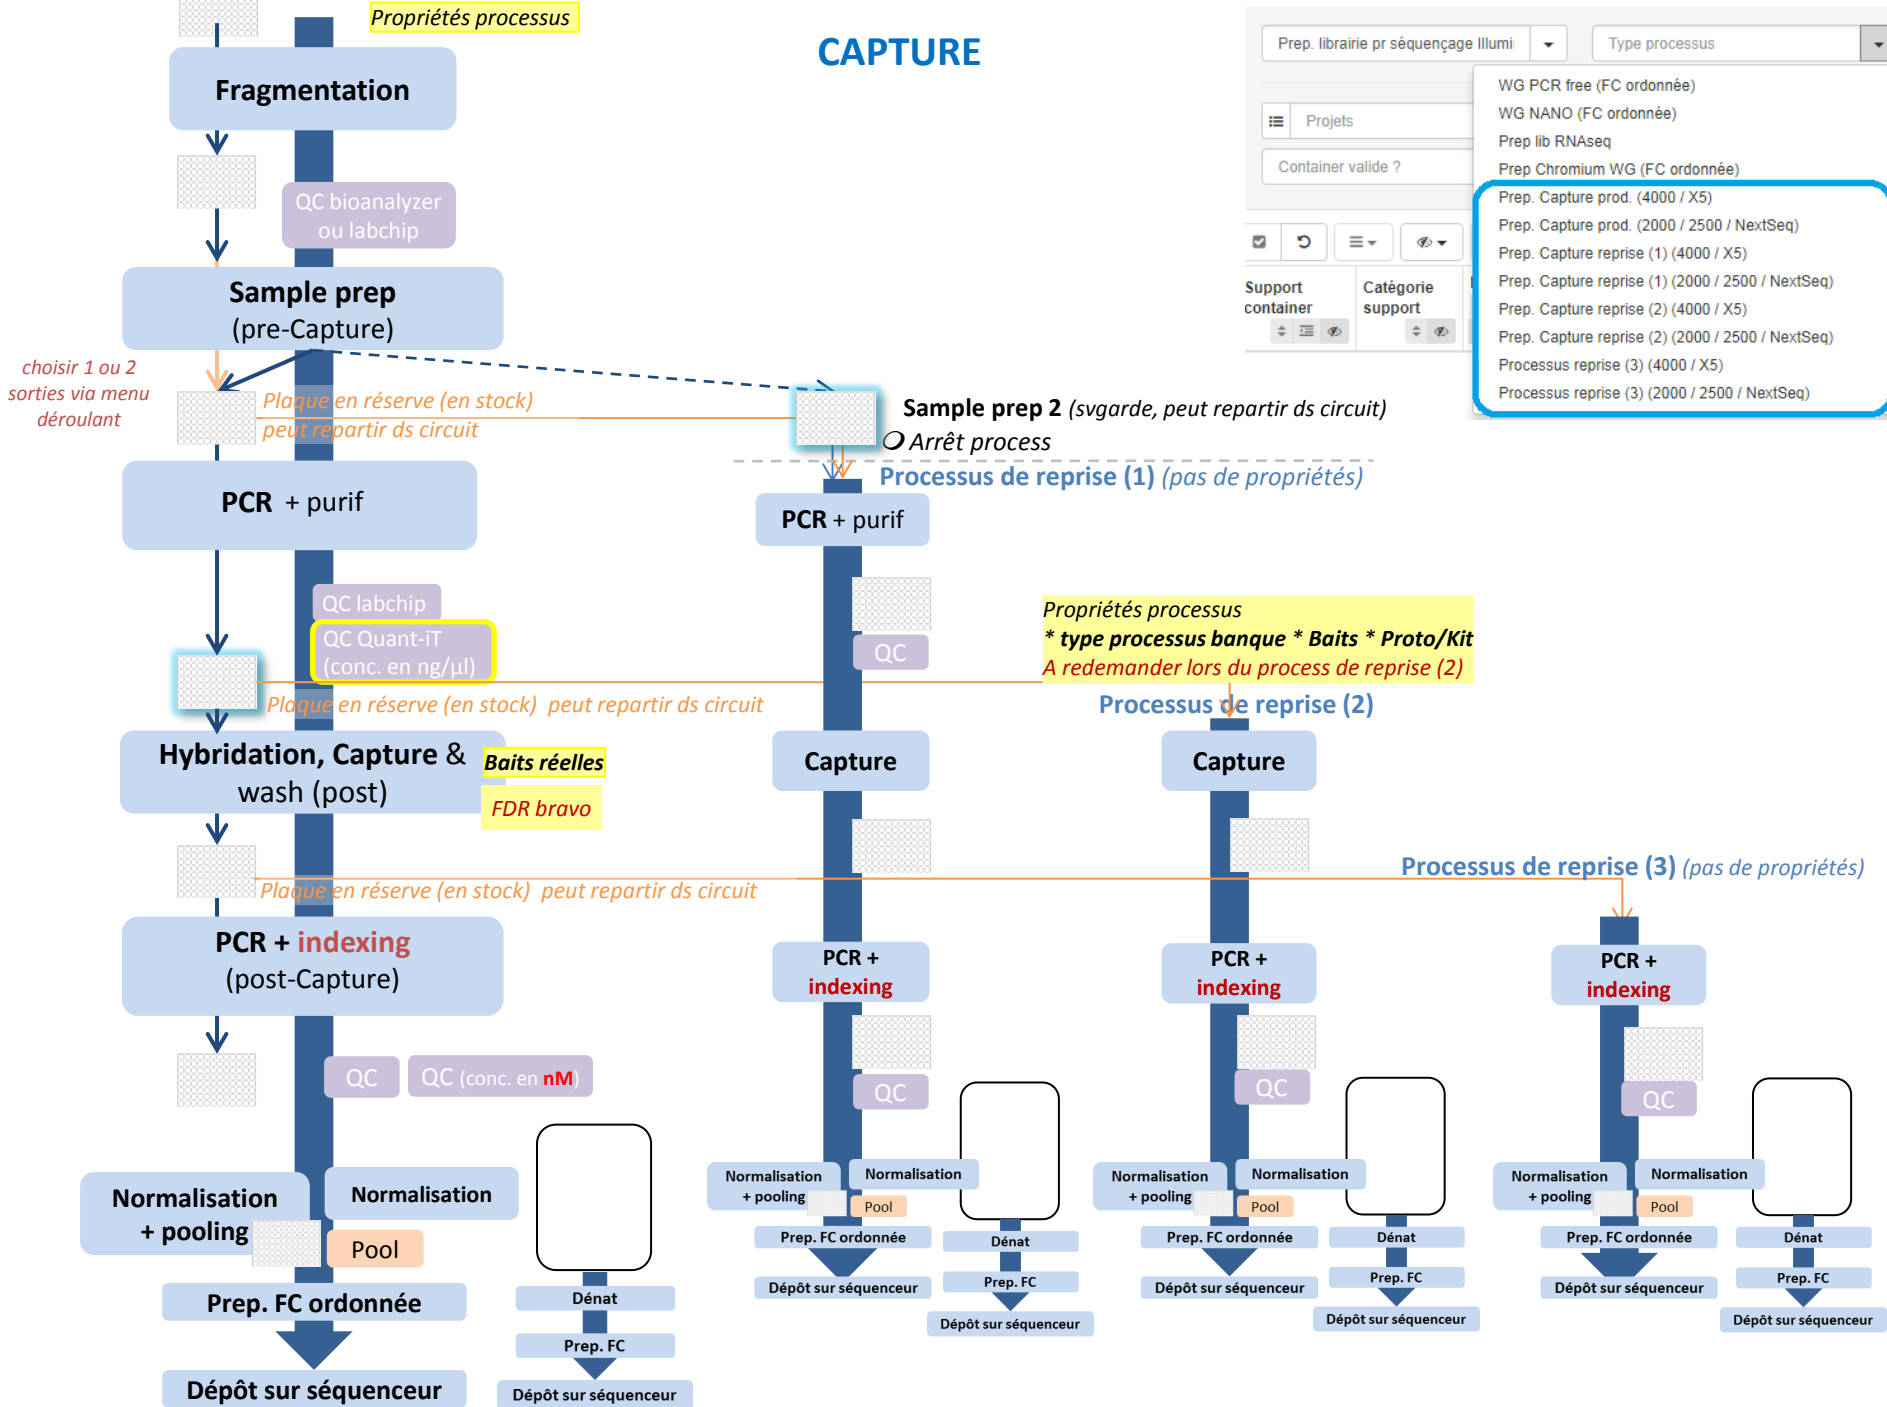 Propriétés processus
CAPTURE
Fragmentation
QC bioanalyzer
ou labchip
Sample prep
(pre-Capture)
choisir 1 ou 2
sorties via menu
déroulant
Plaque en réserve (en stock)
peut repartir ds circuit
Sample prep 2 (svgarde, peut repartir ds circuit)
Arrêt process
Processus de reprise (1) (pas de propriétés)
PCR + purif
PCR + purif
QC labchip
QC Quant-iT
(conc. en ng/µl)
QC
Propriétés processus
* type processus banque * Baits * Proto/Kit
A redemander lors du process de reprise (2)
Plaque en réserve (en stock) peut repartir ds circuit
Processus de reprise (2)
Hybridation, Capture &
wash (post)
Baits réelles
FDR bravo
Capture
Capture
Plaque en réserve (en stock) peut repartir ds circuit
Processus de reprise (3) (pas de propriétés)
PCR + indexing
(post-Capture)
PCR +
indexing
PCR +
indexing
PCR +
indexing
QC
QC (conc. en nM)
QC
QC
QC
Normalisation
+ pooling
Normalisation
Pool
Prep. FC ordonnée
Dépôt sur séquenceur
Dénat
Prep. FC
Dépôt sur séquenceur
Normalisation
+ pooling
Normalisation
Pool
Prep. FC ordonnée
Dépôt sur séquenceur
Dénat
Prep. FC
Dépôt sur séquenceur
Normalisation
+ pooling
Normalisation
Pool
Prep. FC ordonnée
Dépôt sur séquenceur
Dénat
Prep. FC
Dépôt sur séquenceur
Normalisation
+ pooling
Normalisation
Pool
Prep. FC ordonnée
Dépôt sur séquenceur
Dénat
Prep. FC
Dépôt sur séquenceur
Prep. librairie pr séquençage Illumi
Type processus
Projets
Container valide ?
Support
container
Catégorie
support
WG PCR free (FC ordonnée)
WG NANO (FC ordonnée)
Prep lib RNAseq
Prep Chromium WG (FC ordonnée)
Prep. Capture prod. (4000 / X5)
Prep. Capture prod. (2000 / 2500 / NextSeq)
Prep. Capture reprise (1) (4000 / X5)
Prep. Capture reprise (1) (2000 / 2500 / NextSeq)
Prep. Capture reprise (2) (4000 / X5)
Prep. Capture reprise (2) (2000 / 2500 / NextSeq)
Processus reprise (3) (4000 / X5)
Processus reprise (3) (2000 / 2500 / NextSeq)